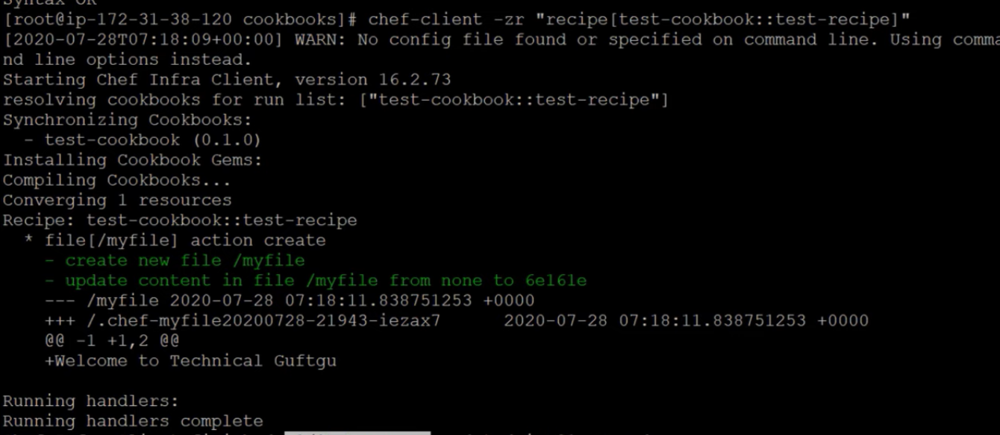 Syntax OK
[root@ip-172-31-38-120 cookbooks]# chef-client -zr "recipe[test-cookbook::test-recipe]"
[2020-07-28T07:18:09+00:00] WARN: No config file found or specified on command line. Using comma
nd line options instead.
Starting Chef Infra Client, version 16.2.73
resolving cookbooks for run list: ["test-cookbook::test-recipe"]
Synchronizing Cookbooks:
  - test-cookbook (0.1.0)
Installing Cookbook Gems:
Compiling Cookbooks...
Converging 1 resources
Recipe: test-cookbook::test-recipe
  * file[/myfile] action create
    - create new file /myfile
    - update content in file /myfile from none to 6e161e
    --- /myfile 2020-07-28 07:18:11.838751253 +0000
    +++ /.chef-myfile20200728-21943-iezax7      2020-07-28 07:18:11.838751253 +0000
    @@ -1 +1,2 @@
    +Welcome to Technical Guftgu
Running handlers:
Running handlers complete